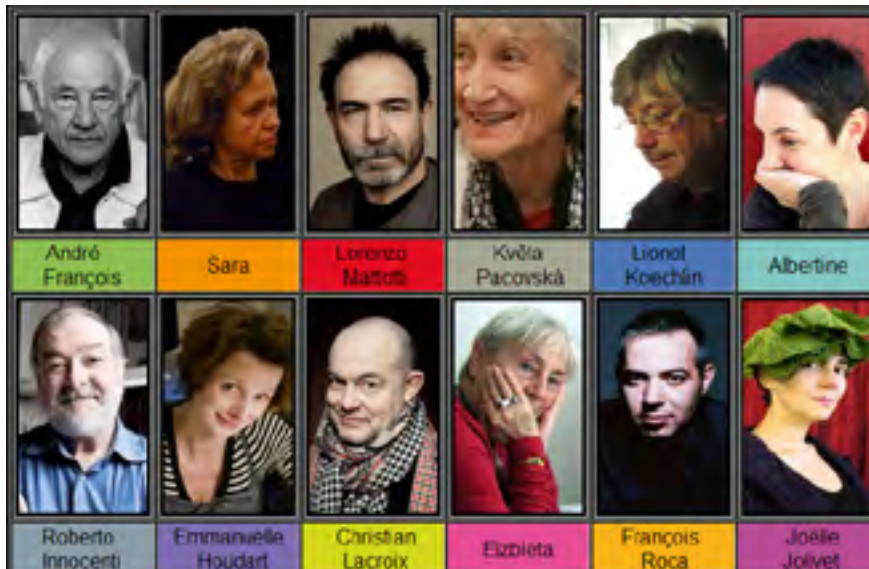 André
François
Sara
Lorenzo
Mattotti
Květa
Pacovská
Lionel
Koechlin
Albertine
Roberto
Innocenti
Emmanuelle
Houdart
Christian
Lacroix
Elzbieta
François
Roca
Joëlle
Jolivet